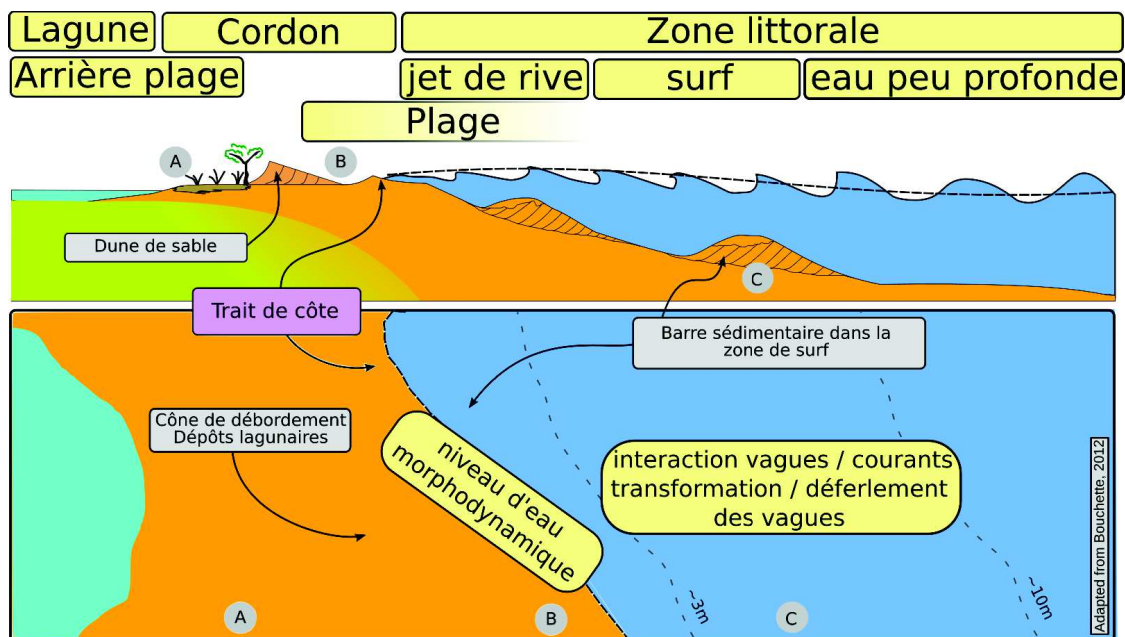 Lagune
Cordon
Zone littorale
Arrière plage
jet de rive
surf
eau peu profonde
Plage
A
B
Dune de sable
C
Trait de côte
Barre sédimentaire dans la
zone de surf
Cône de débordement
Dépôts lagunaires
niveau d'eau
morphodynamique
interaction vagues / courants
transformation / déferlement
des vagues
Adapted from Bouchette, 2012
~3m
~10m
A
B
C